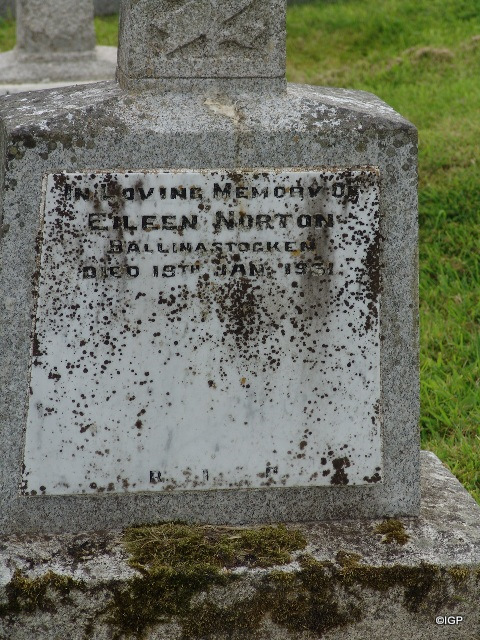 In Loving Memory Of
Eileen Norton
Ballinastocken
Died 18th Jan. 1951.
R I P
©IGP